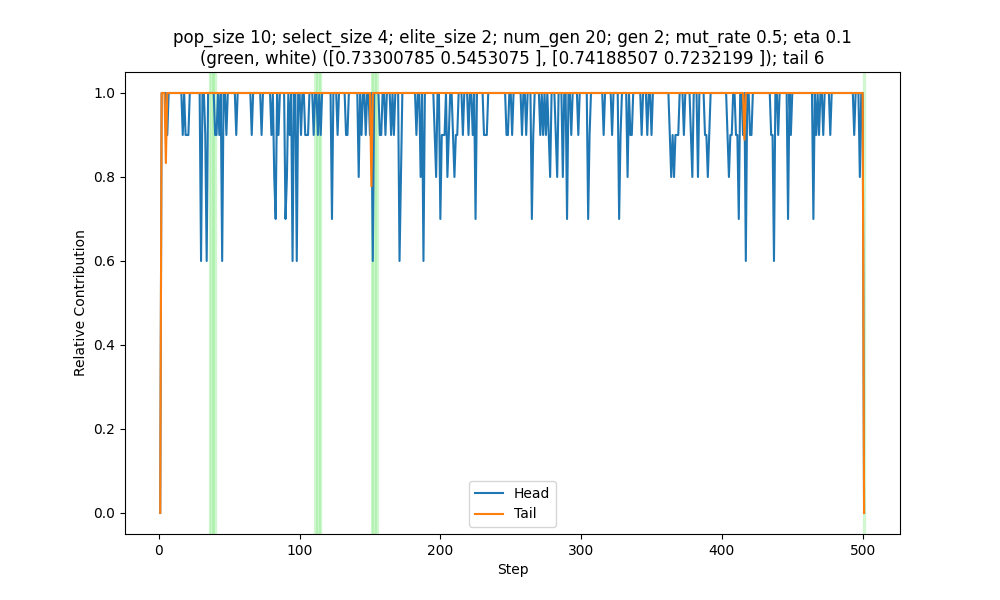 pop_size 10; select_size 4; elite_size 2; num_gen 20; gen 2; mut_rate 0.5; eta 0.1
(green, white) ([0.73300785 0.5453075 ], [0.74188507 0.7232199 ]); tail 6
1.0
0.8
0.6
0.4
0.2
0.0
Relative Contribution
Head
Tail
0
100
200
300
400
500
Step